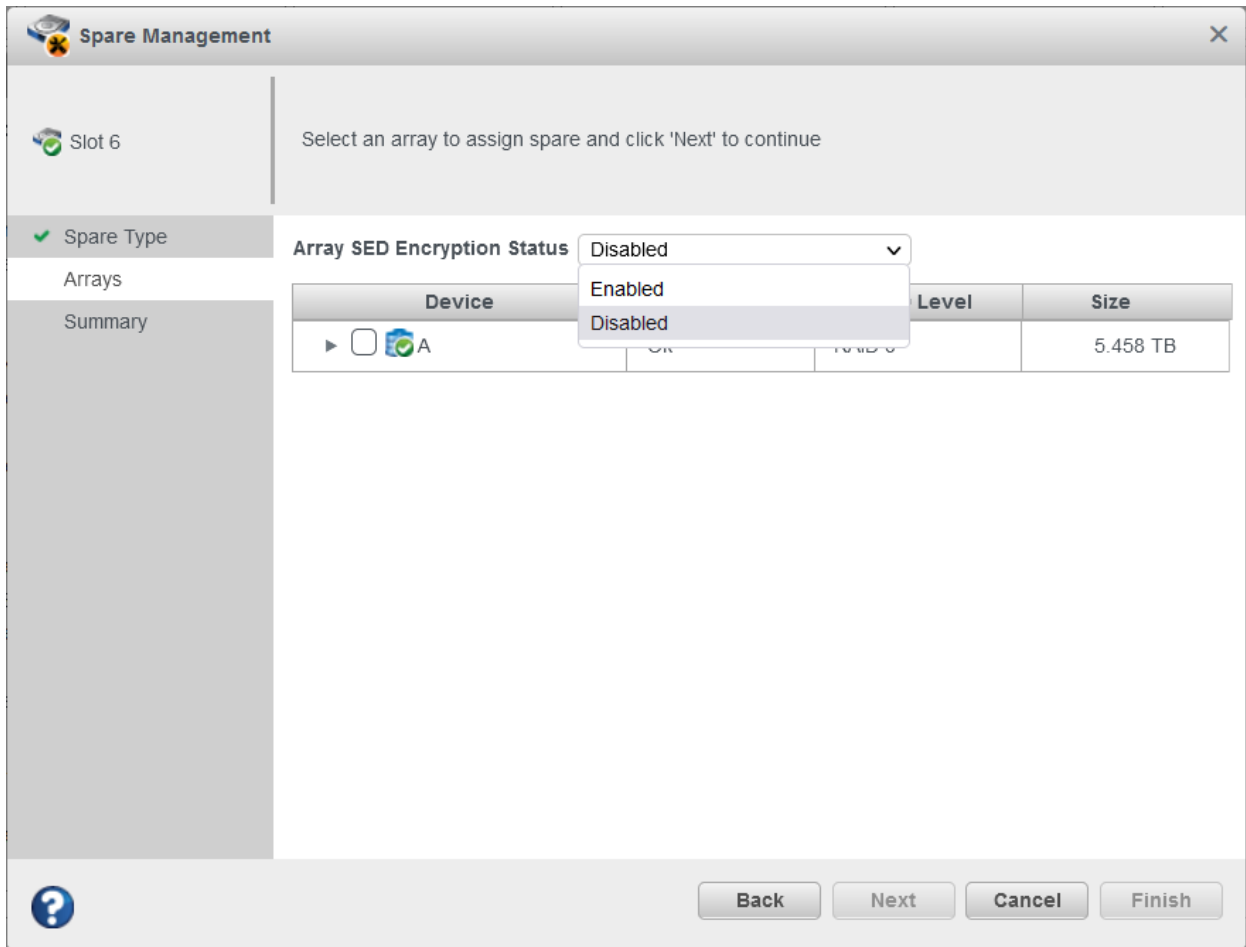 Spare Management
Slot 6
Select an array to assign spare and click 'Next' to continue
Spare Type
Arrays
Summary
Array SED Encryption Status Disabled
Enabled
Disabled
Device Level Size
A 5.458 TB
Back Next Cancel Finish